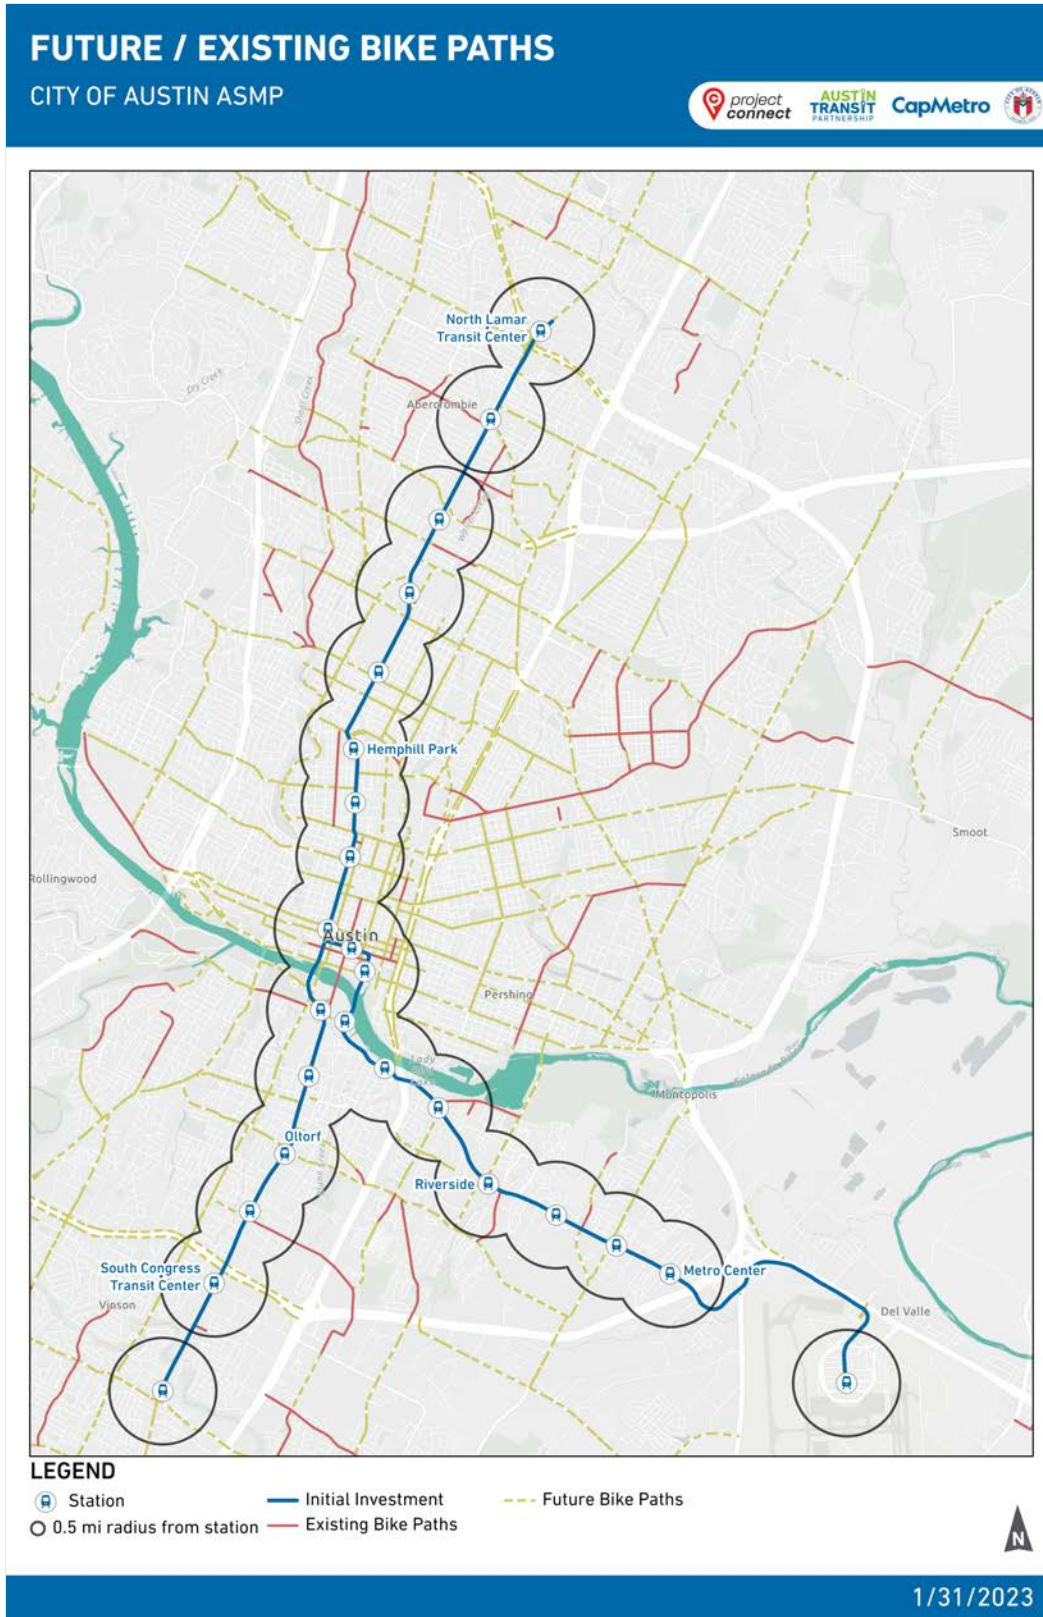 FUTURE / EXISTING BIKE PATHS
CITY OF AUSTIN ASMP
project
connect
AUSTIN
TRANSIT
PARTNERSHIP
CapMetro
North Lamar
Transit Center
Dry Creek
Shoal Creek
Abercrombie
Hemphill Park
Smoot
Rollingwood
Austin
Pershing
Lady
Montopolis
Oltorf
Riverside
South Congress
Transit Center
Metro Center
Vinson
Del Valle
LEGEND
Station
Initial Investment
Future Bike Paths
0.5 mi radius from station
Existing Bike Paths
N
1/31/2023